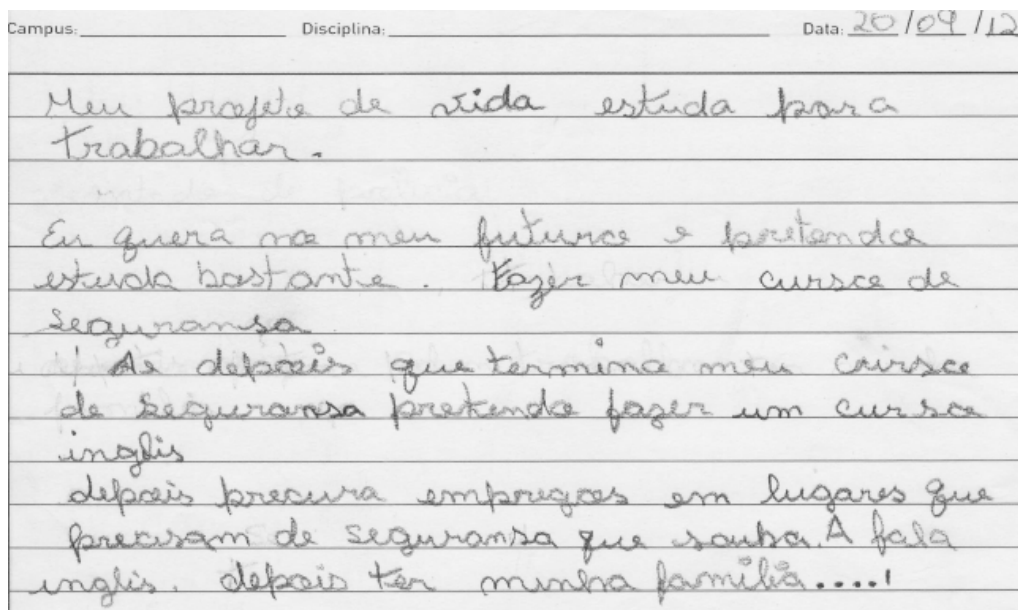 Campus: Disciplina: Data: 20/09/12
Meu projeto de vida estuda para
trabalhar.
Eu quero no meu futuro e pretendo
estuda bastante. Fazer meu curso de
seguransa
As depois que termina meu curso
de seguransa pretendo fazer um curso
inglis
depois precura empregos em lugares que
precisam de seguransa que souba. A fala
inglis. depois ter minha familia....!